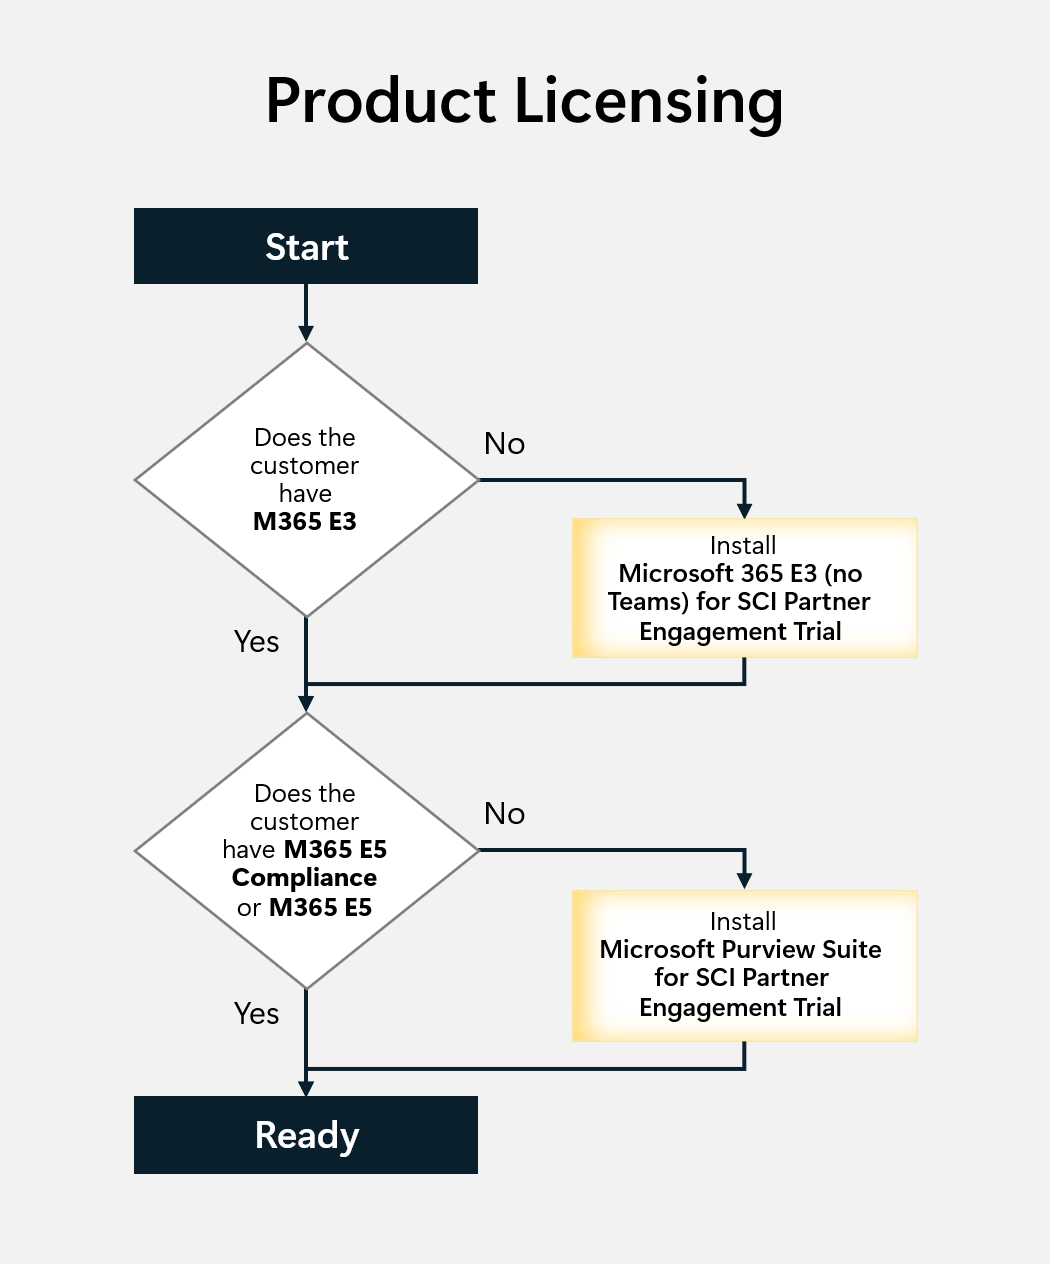 Product Licensing
Start
Does the
customer
have
M365 E3
No
Install
Microsoft 365 E3 (no
Teams) for SCI Partner
Engagement Trial
Yes
Does the
customer
have M365 E5
Compliance
or M365 E5
No
Install
Microsoft Purview Suite
for SCI Partner
Engagement Trial
Yes
Ready